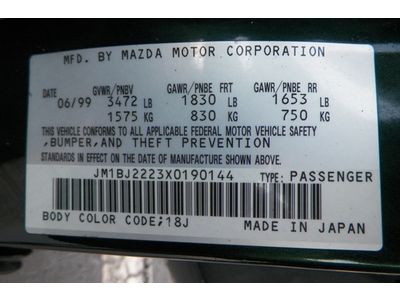 MFD. BY MAZDA MOTOR CORPORATION
DATE GVWR/PNBV GAWR/PNBE FRT GAWR/PNBE RR
06/99 3472 LB 1830 LB 1653 LB
1575 KG 830 KG 750 KG
THIS VEHICLE CONFORMS TO ALL APPLICABLE FEDERAL MOTOR VEHICLE SAFETY
,BUMPER,AND THEFT PREVENTION
STANDARDS IN EFFECT ON THE DATE OF MANUFACTURE SHOWN ABOVE.
JM1BJ2223X0190144 TYPE: PASSENGER
BODY COLOR CODE;18J MADE IN JAPAN